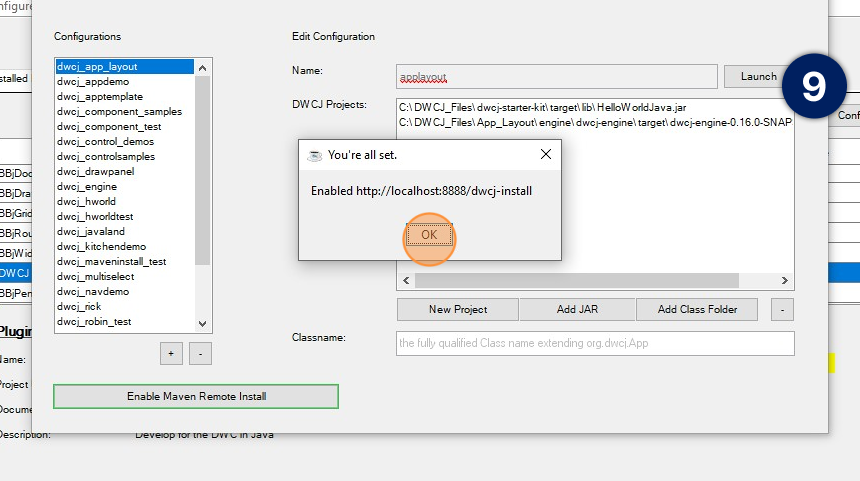 nfigure
Configurations
Edit Configuration
dwcj_app_layout
dwcj_appdemo
dwcj_apptemplate
dwcj_component_samples
dwcj_component_test
dwcj_control_demos
dwcj_controlsamples
dwcj_drawpanel
dwcj_engine
dwcj_hworld
dwcj_hworldtest
dwcj_javaland
dwcj_kitchendemo
dwcj_maveninstall_test
dwcj_multiselect
dwcj_navdemo
dwcj_rick
dwcj_robin_test
+
-
Enable Maven Remote Install
Name:
applayout
Launch
9
DWCJ Projects:
C:\DWCJ_Files\dwcj-starter-kit\target\lib\HelloWorldJava.jar
C:\DWCJ_Files\App_Layout\engine\dwcj-engine\target\dwcj-engine-0.16.0-SNAP
You're all set.
Enabled http://localhost:8888/dwcj-install
OK
New Project
Add JAR
Add Class Folder
-
Classname:
the fully qualified Class name extending org.dwcj.App
stalled
Conf
BBjDoc
BBjDra
BBjGrid
BBjRou
BBjWid
DWCJ
BBjPer
Plugin
Name:
Project
Docume
Description:
Develop for the DWC in Java